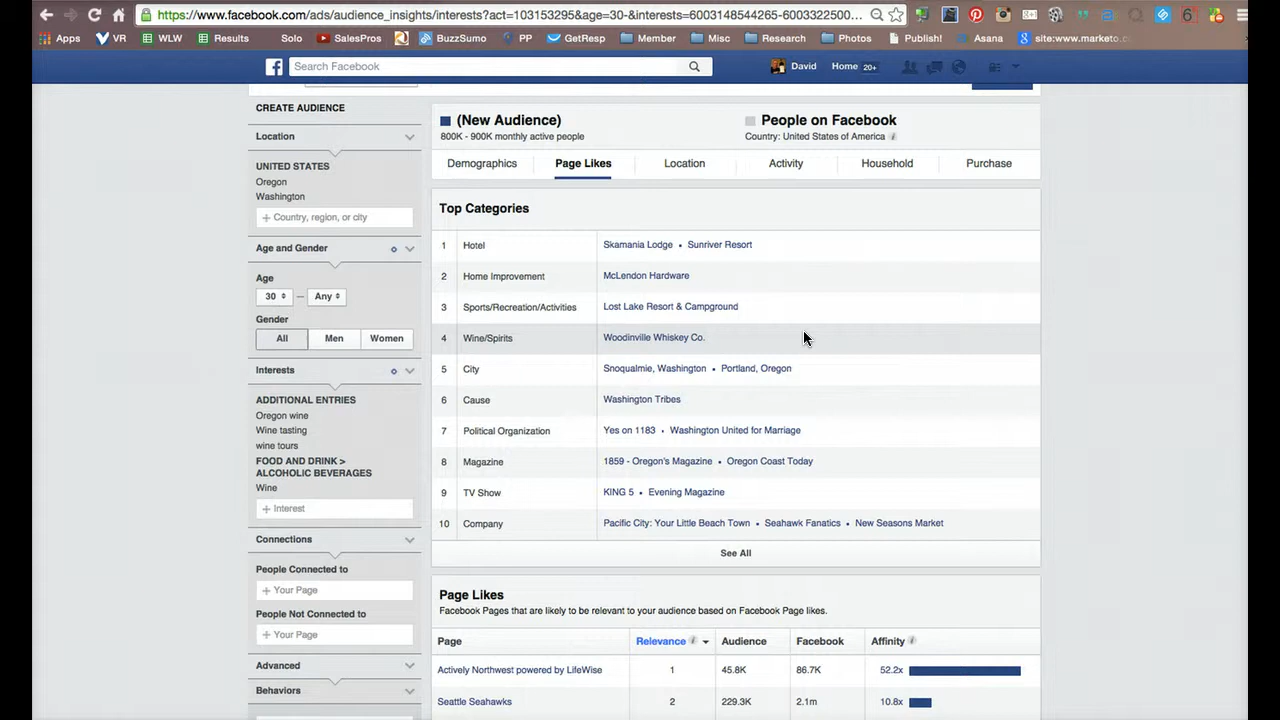 https://www.facebook.com/ads/audience_insights/interests?act=103153295&age=30-&interests=6003148544265-6003322500...
Apps VR WLW Results Solo SalesPros BuzzSumo PP GetResp Member Misc Research Photos Publish! Asana site:www.marketo.c
Search Facebook David Home 20+
CREATE AUDIENCE
Location
UNITED STATES
Oregon
Washington
+ Country, region, or city
Age and Gender
Age
30 — Any
Gender
All Men Women
Interests
ADDITIONAL ENTRIES
Oregon wine
Wine tasting
wine tours
FOOD AND DRINK >
ALCOHOLIC BEVERAGES
Wine
+ Interest
Connections
People Connected to
+ Your Page
People Not Connected to
+ Your Page
Advanced
Behaviors
(New Audience) People on Facebook
800K - 900K monthly active people Country: United States of America
Demographics Page Likes Location Activity Household Purchase
Top Categories
1 Hotel Skamania Lodge • Sunriver Resort
2 Home Improvement McLendon Hardware
3 Sports/Recreation/Activities Lost Lake Resort & Campground
4 Wine/Spirits Woodinville Whiskey Co.
5 City Snoqualmie, Washington • Portland, Oregon
6 Cause Washington Tribes
7 Political Organization Yes on 1183 • Washington United for Marriage
8 Magazine 1859 - Oregon's Magazine • Oregon Coast Today
9 TV Show KING 5 • Evening Magazine
10 Company Pacific City: Your Little Beach Town • Seahawk Fanatics • New Seasons Market
See All
Page Likes
Facebook Pages that are likely to be relevant to your audience based on Facebook Page likes.
Page Relevance Audience Facebook Affinity
Actively Northwest powered by LifeWise 1 45.8K 86.7K 52.2x
Seattle Seahawks 2 229.3K 2.1m 10.8x